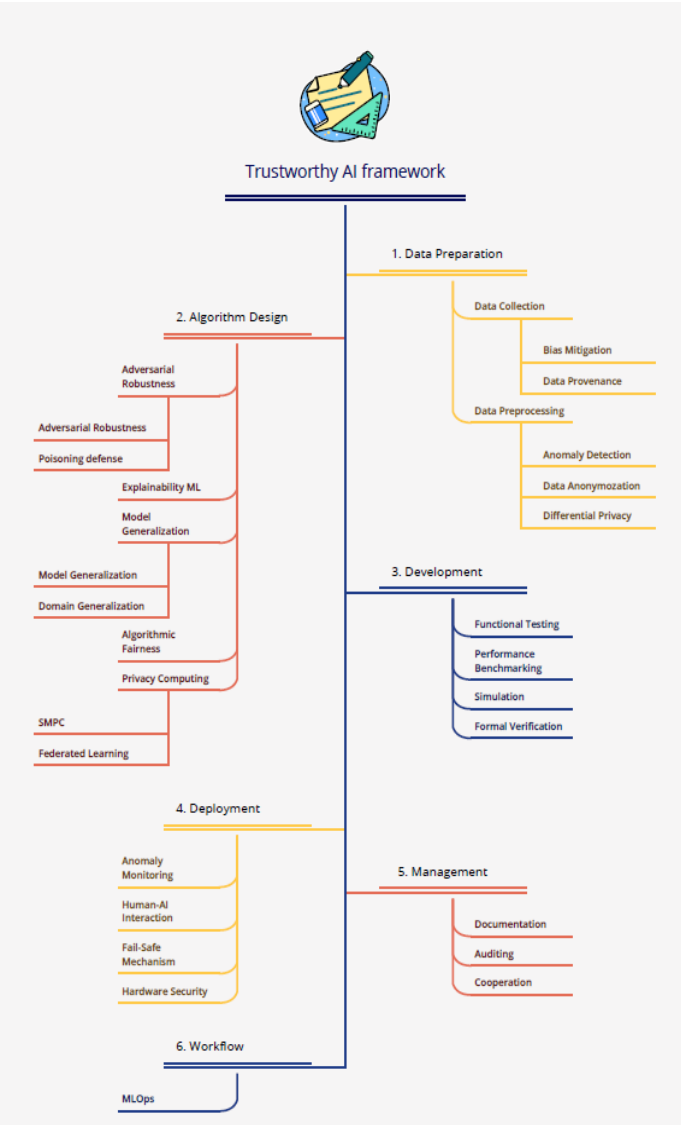 Trustworthy AI framework
1. Data Preparation
Data Collection
Bias Mitigation
Data Provenance
Data Preprocessing
Anomaly Detection
Data Anonymozation
Differential Privacy
2. Algorithm Design
Adversarial
Robustness
Adversarial Robustness
Poisoning defense
Explainability ML
Model
Generalization
Model Generalization
Domain Generalization
Algorithmic
Fairness
Privacy Computing
SMPC
Federated Learning
3. Development
Functional Testing
Performance
Benchmarking
Simulation
Formal Verification
4. Deployment
Anomaly
Monitoring
Human-AI
Interaction
Fail-Safe
Mechanism
Hardware Security
5. Management
Documentation
Auditing
Cooperation
6. Workflow
MLOps